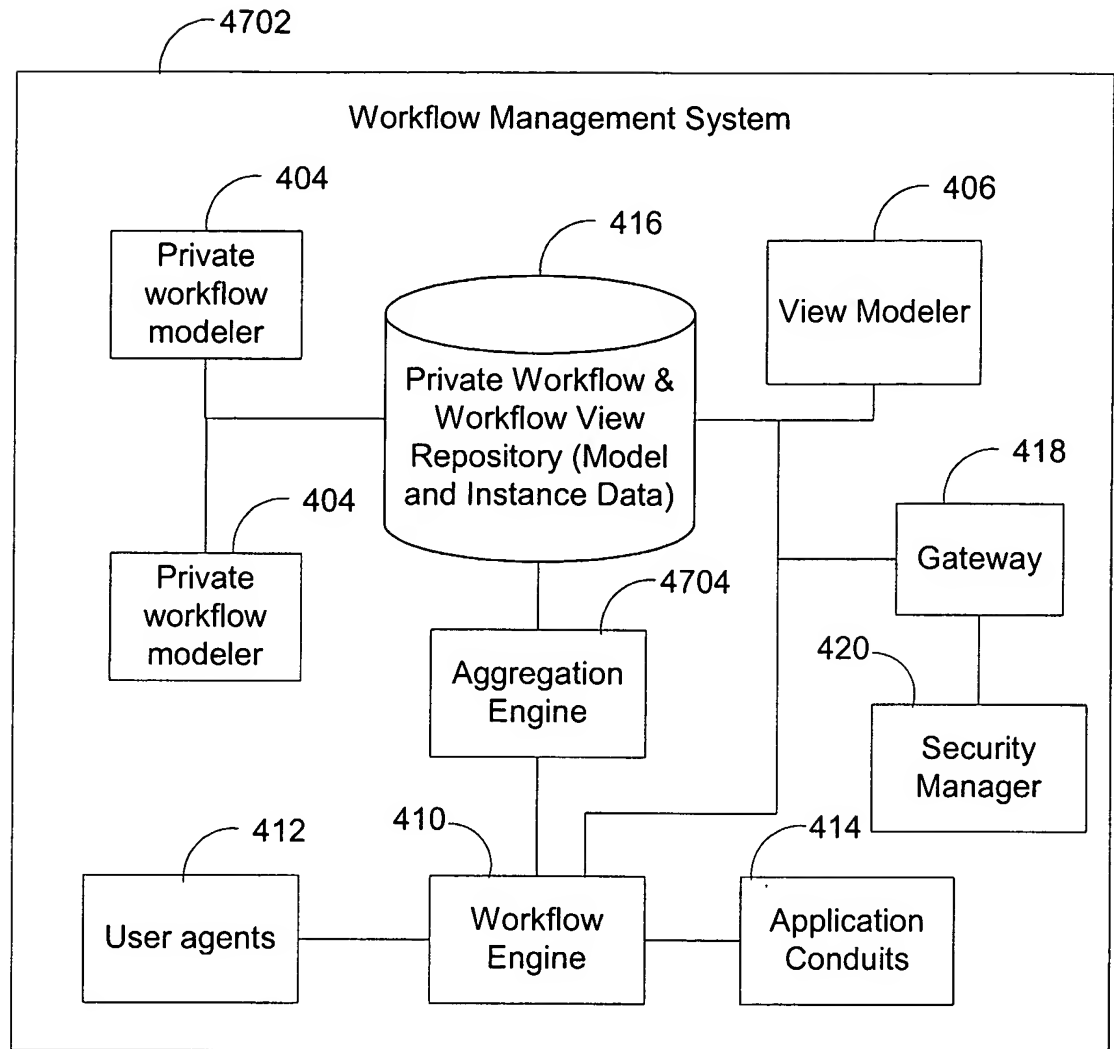 4702
Workflow Management System
404
Private
workflow
modeler
416
Private Workflow &
Workflow View
Repository (Model
and Instance Data)
406
View Modeler
404
Private
workflow
modeler
418
Gateway
4704
Aggregation
Engine
420
Security
Manager
412
User agents
410
Workflow
Engine
414
Application
Conduits